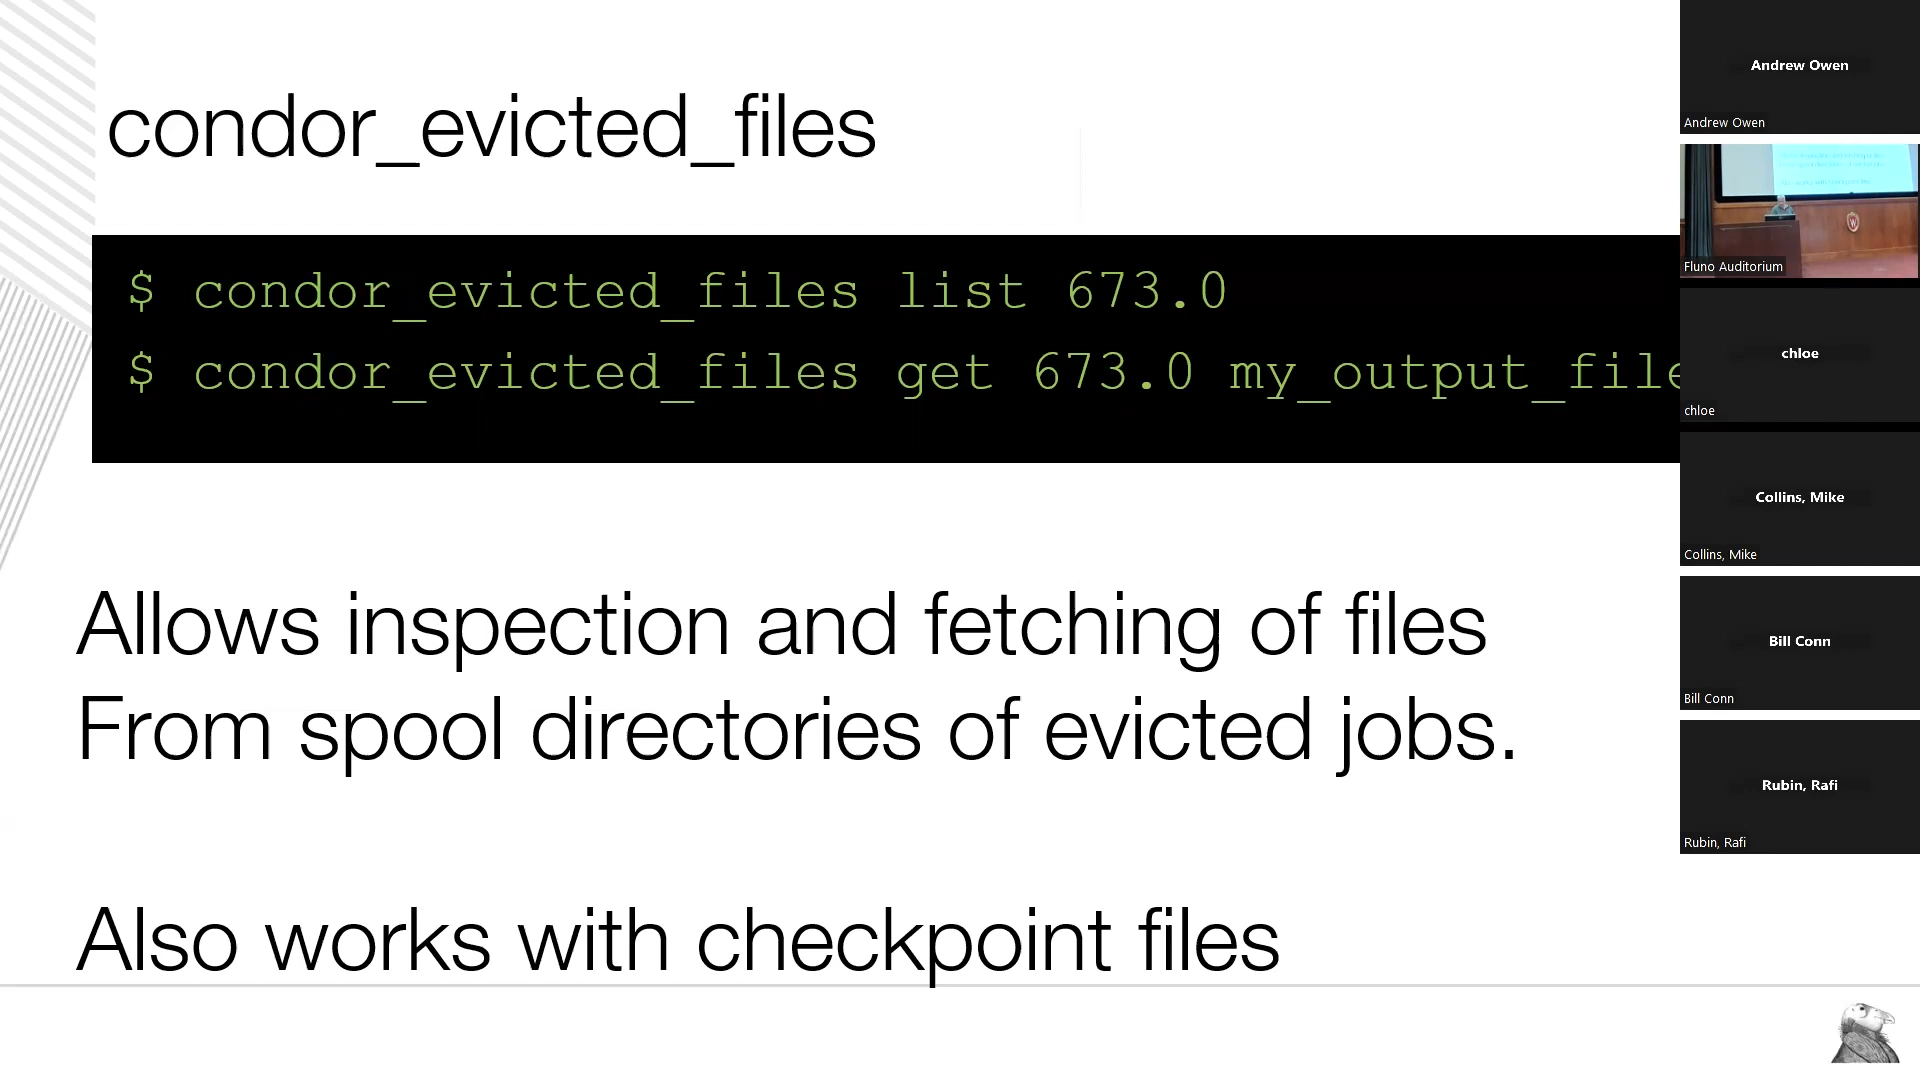 condor_evicted_files
$ condor_evicted_files list 673.0
$ condor_evicted_files get 673.0 my_output_file
Allows inspection and fetching of files
From spool directories of evicted jobs.
Also works with checkpoint files
Andrew Owen
Andrew Owen
Fluno Auditorium
chloe
chloe
Collins, Mike
Collins, Mike
Bill Conn
Bill Conn
Rubin, Rafi
Rubin, Rafi